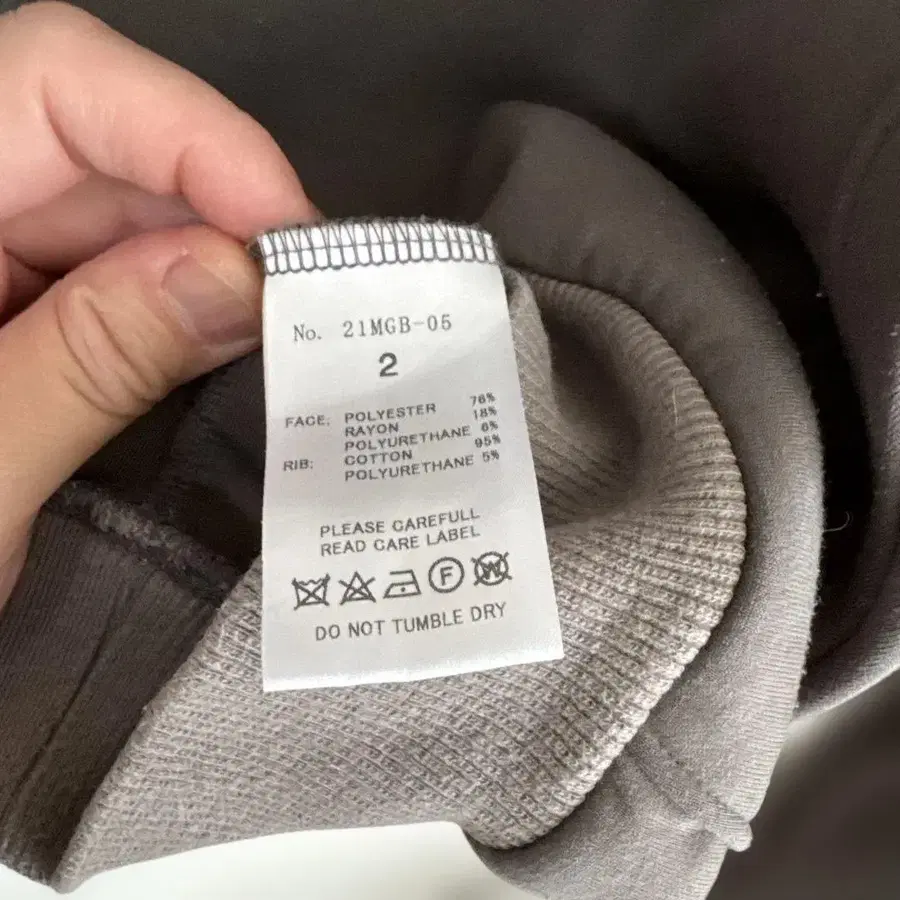 No. 21MGB-05
2
FACE: POLYESTER 76%
RAYON 18%
POLYURETHANE 6%
RIB: COTTON 95%
POLYURETHANE 5%
PLEASE CAREFULL
READ CARE LABEL
F W
DO NOT TUMBLE DRY